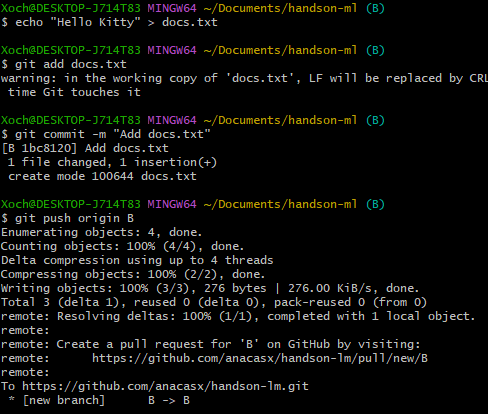 Xoch@DESKTOP-J714T83 MINGW64 ~/Documents/handson-ml (B)
$ echo "Hello Kitty" > docs.txt
Xoch@DESKTOP-J714T83 MINGW64 ~/Documents/handson-ml (B)
$ git add docs.txt
warning: in the working copy of 'docs.txt', LF will be replaced by CRL
time Git touches it
Xoch@DESKTOP-J714T83 MINGW64 ~/Documents/handson-ml (B)
$ git commit -m "Add docs.txt"
[B 1bc8120] Add docs.txt
1 file changed, 1 insertion(+)
create mode 100644 docs.txt
Xoch@DESKTOP-J714T83 MINGW64 ~/Documents/handson-ml (B)
$ git push origin B
Enumerating objects: 4, done.
Counting objects: 100% (4/4), done.
Delta compression using up to 4 threads
Compressing objects: 100% (2/2), done.
Writing objects: 100% (3/3), 276 bytes | 276.00 KiB/s, done.
Total 3 (delta 1), reused 0 (delta 0), pack-reused 0 (from 0)
remote: Resolving deltas: 100% (1/1), completed with 1 local object.
remote:
remote: Create a pull request for 'B' on GitHub by visiting:
remote:      https://github.com/anacasx/handson-lm/pull/new/B
remote:
To https://github.com/anacasx/handson-lm.git
* [new branch]      B -> B